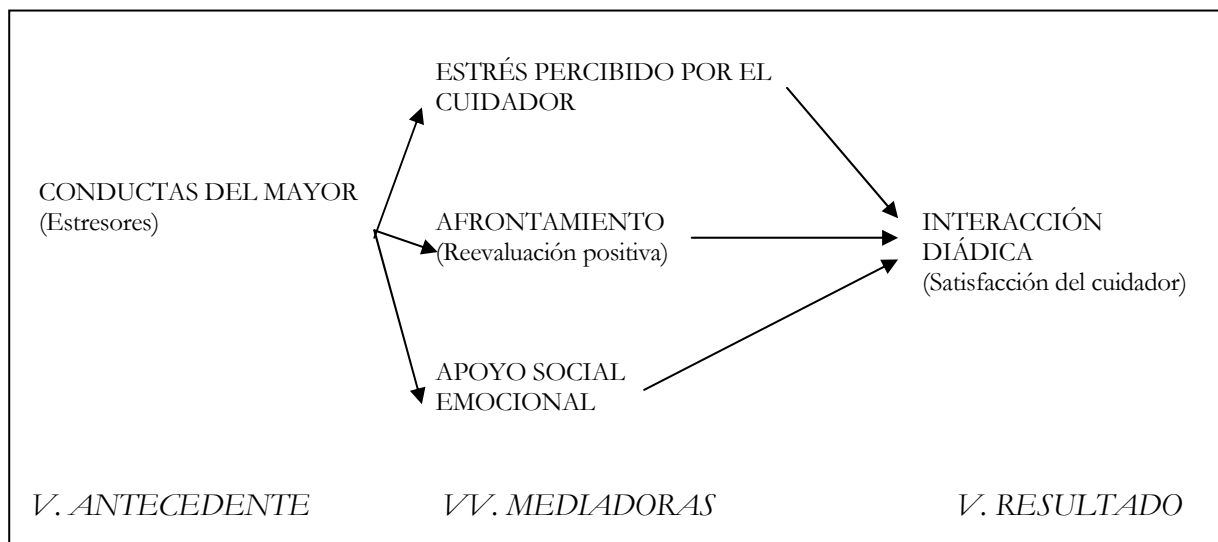 ESTRÉS PERCIBIDO POR EL
CUIDADOR
CONDUCTAS DEL MAYOR
(Estresores)
AFRONTAMIENTO
(Reevaluación positiva)
INTERACCIÓN
DIÁDICA
(Satisfacción del cuidador)
APOYO SOCIAL
EMOCIONAL
V. ANTECEDENTE
VV. MEDIADORAS
V. RESULTADO